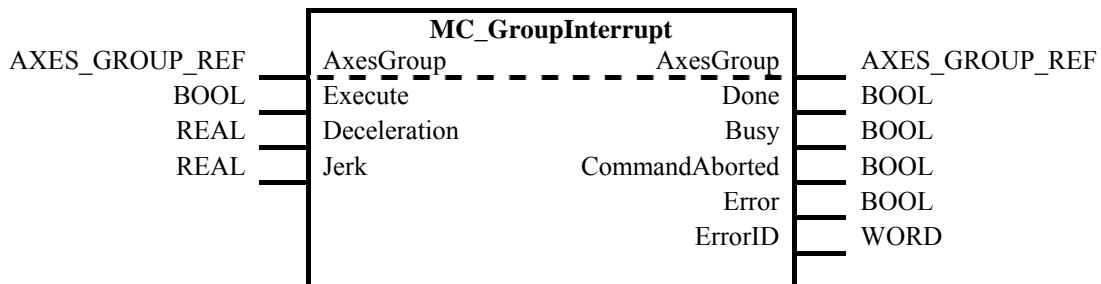 MC_GroupInterrupt
AXES_GROUP_REF AxesGroup AxesGroup AXES_GROUP_REF
BOOL Execute Done BOOL
REAL Deceleration Busy BOOL
REAL Jerk CommandAborted BOOL
Error BOOL
ErrorID WORD